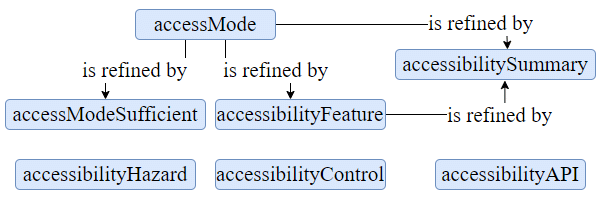 accessMode
is refined by
is refined by
is refined by
accessibilitySummary
accessModeSufficient
accessibilityFeature
is refined by
accessibilityHazard
accessibilityControl
accessibilityAPI